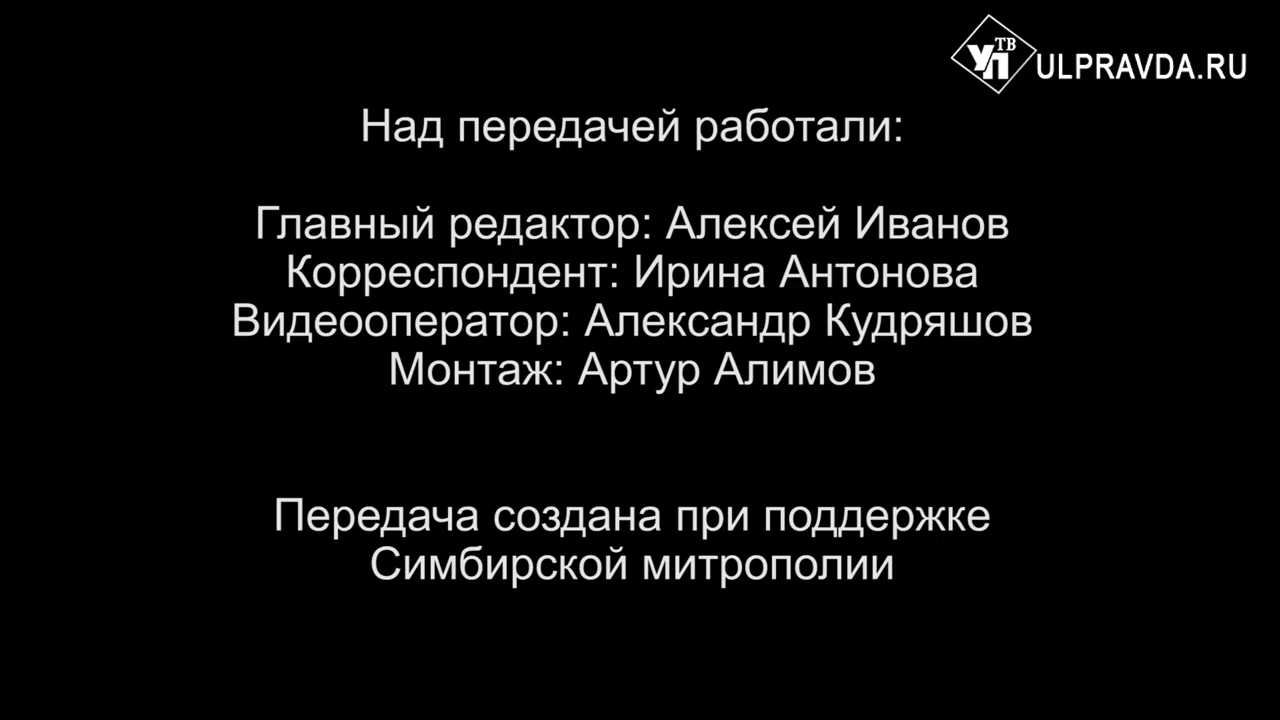 УП ТВ ULPRAVDA.RU
Над передачей работали:
Главный редактор: Алексей Иванов
Корреспондент: Ирина Антонова
Видеооператор: Александр Кудряшов
Монтаж: Артур Алимов
Передача создана при поддержке
Симбирской митрополии